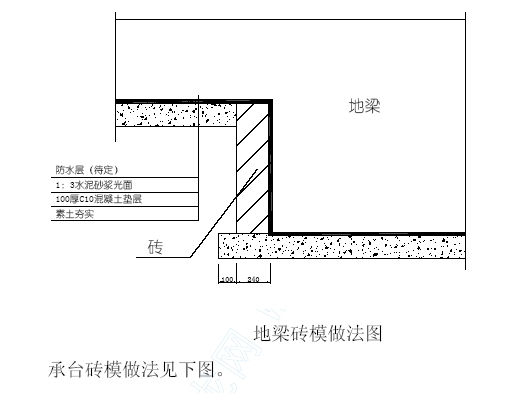 地梁
防水层（待定）
1：3水泥砂浆光面
100厚C10混凝土垫层
素土夯实
砖
100 240
地梁砖模做法图
承台砖模做法见下图。